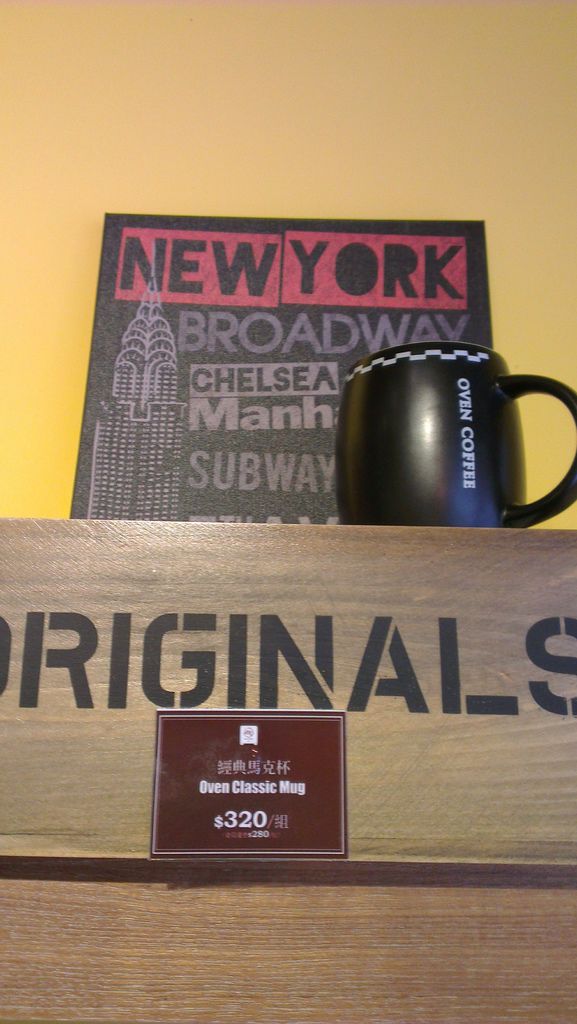 NEW YORK
BROADWAY
CHELSEA
Manha
SUBWAY
OVEN COFFEE
ORIGINALS
經典馬克杯
Oven Classic Mug
$320/組
$280